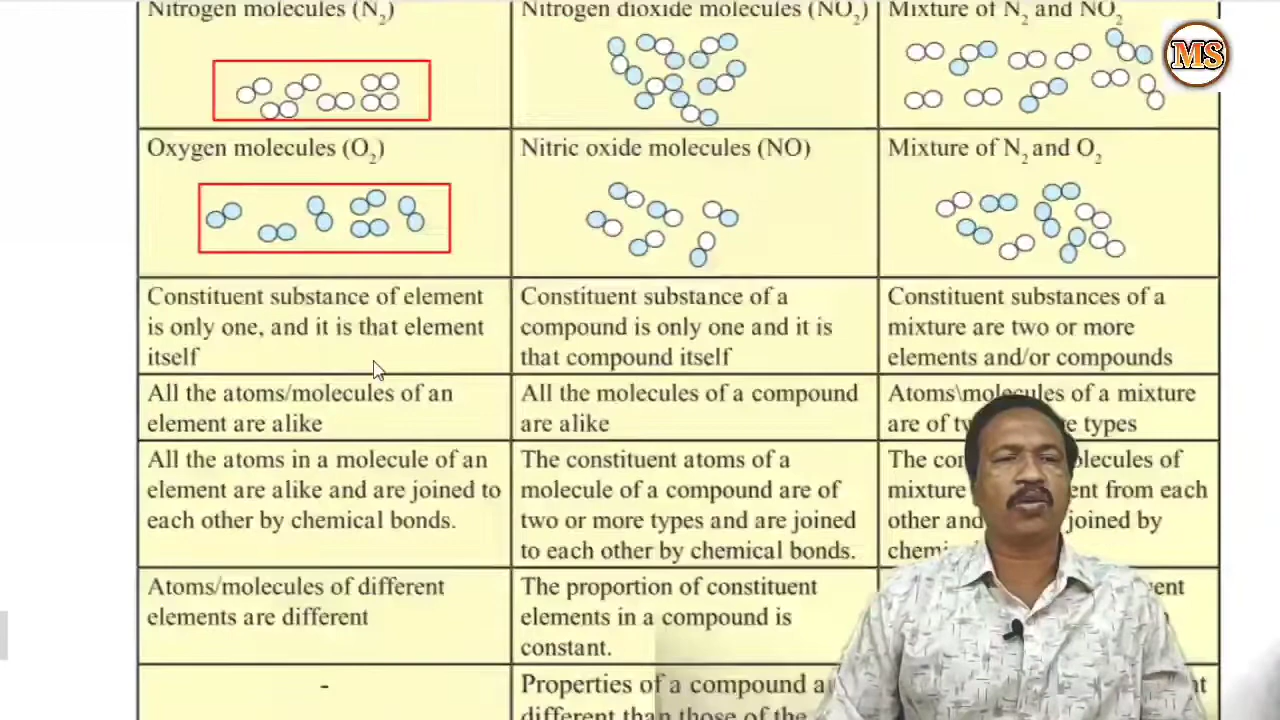 Nitrogen molecules (N₂)
Nitrogen dioxide molecules (NO₂)
Mixture of N₂ and NO₂
MS
Oxygen molecules (O₂)
Nitric oxide molecules (NO)
Mixture of N₂ and O₂
Constituent substance of element
is only one, and it is that element
itself
Constituent substance of a
compound is only one and it is
that compound itself
Constituent substances of a
mixture are two or more
elements and/or compounds
All the atoms/molecules of an
element are alike
All the molecules of a compound
are alike
Atoms\molecules of a mixture
are of types
All the atoms in a molecule of an
element are alike and are joined to
each other by chemical bonds.
The constituent atoms of a
molecule of a compound are of
two or more types and are joined
to each other by chemical bonds.
The of
mixture from each
other and joined by
Atoms/molecules of different
elements are different
The proportion of constituent
elements in a compound is
constant.
-
Properties of a compound
different than those of the